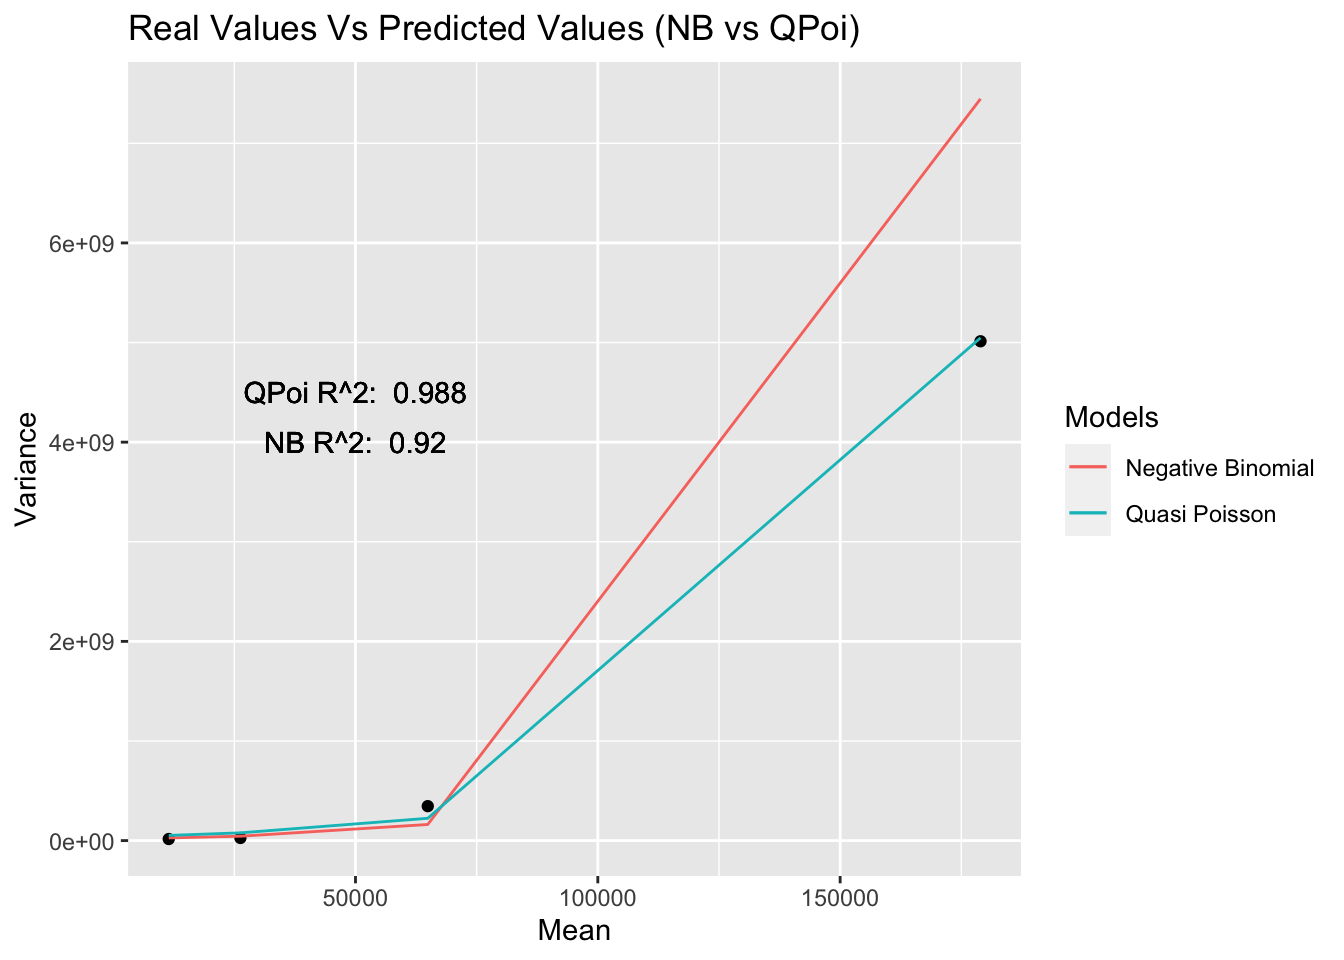 Real Values Vs Predicted Values (NB vs QPoi)
6e+09
4e+09
2e+09
0e+00
Variance
QPoi R^2:  0.988
NB R^2:  0.92
50000
100000
150000
Mean
Models
Negative Binomial
Quasi Poisson